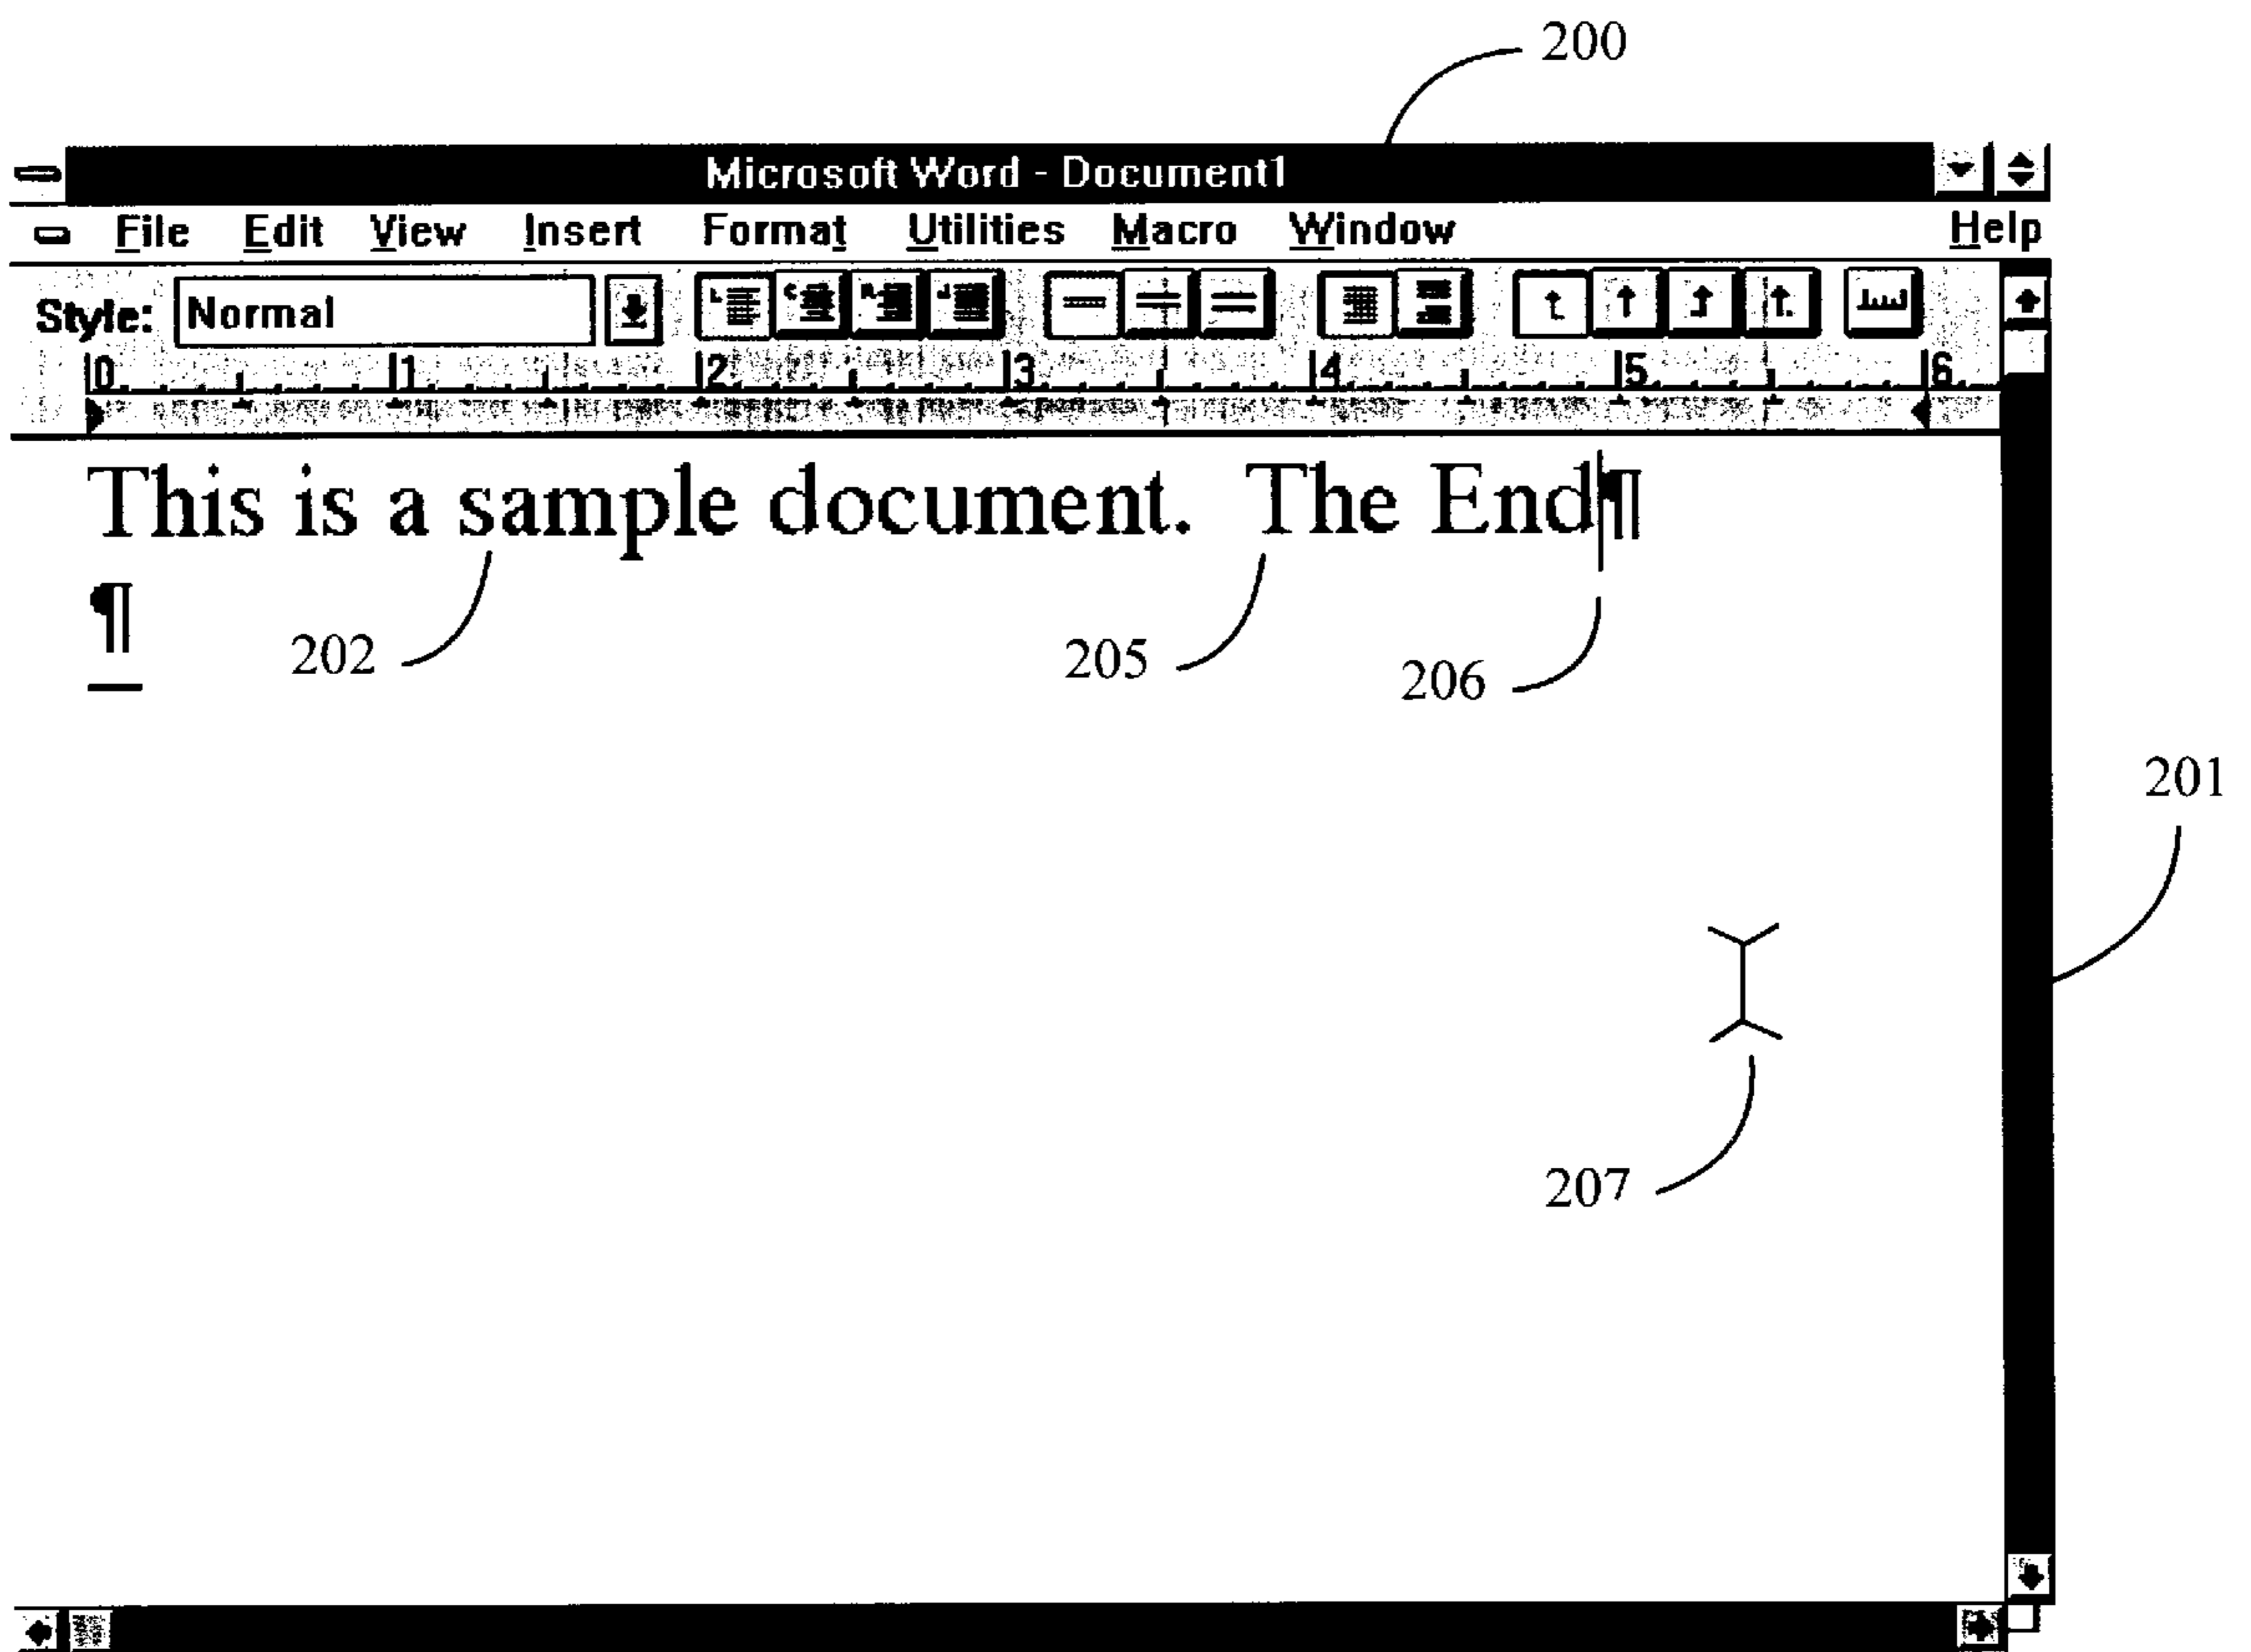 200
Microsoft Word - Document1
File Edit View Insert Format Utilities Macro Window Help
Style: Normal
0 1 2 3 4 5 6
This is a sample document.  The End¶
¶
202 205 206
201
207